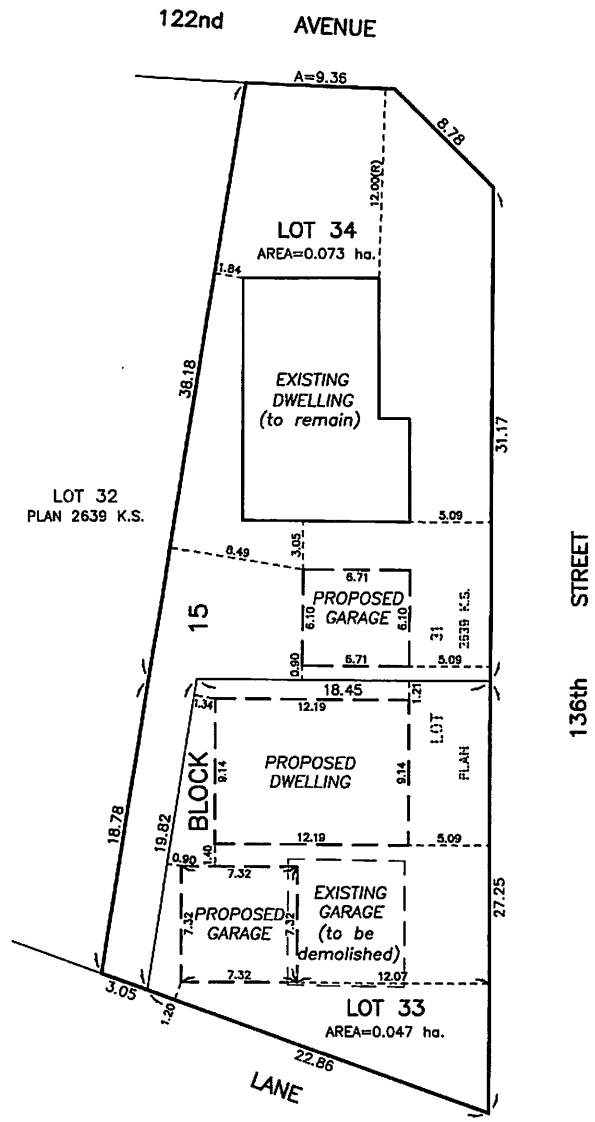 122nd AVENUE
A=9.36
8.78
12.00(R)
LOT 34
AREA=0.073 ha.
1.84
38.18
EXISTING
DWELLING
(to remain)
31.17
LOT 32
PLAN 2639 K.S.
5.09
3.05
8.49
6.71
PROPOSED
GARAGE
6.10
6.10
15
31
2639 K.S.
STREET
0.90
6.71
5.09
18.45
1.34
12.19
1.21
LOT
PLAN
136th
PROPOSED
DWELLING
9.14
9.14
BLOCK
18.78
19.82
12.19
5.09
1.40
0.90
7.32
27.25
PROPOSED
GARAGE
7.32
7.32
EXISTING
GARAGE
(to be
demolished)
7.32
12.07
3.05
1.20
LOT 33
AREA=0.047 ha.
22.86
LANE